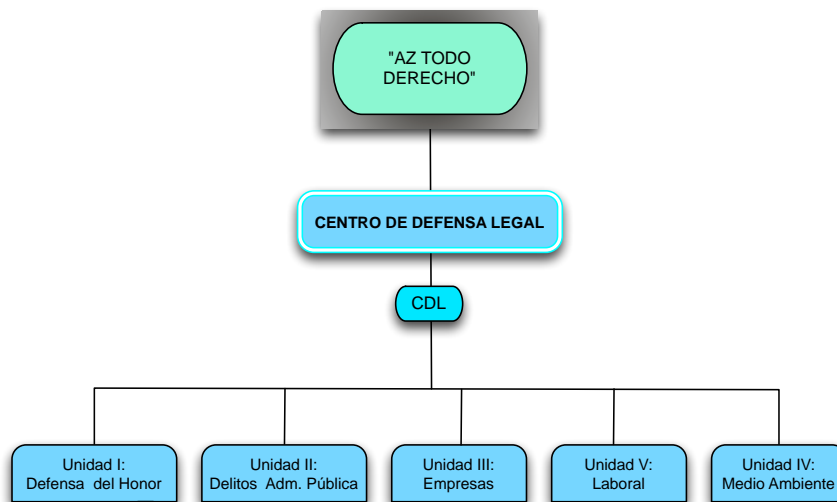 "AZ TODO
DERECHO"
CENTRO DE DEFENSA LEGAL
CDL
Unidad I:
Defensa del Honor
Unidad II:
Delitos Adm. Pública
Unidad III:
Empresas
Unidad V:
Laboral
Unidad IV:
Medio Ambiente